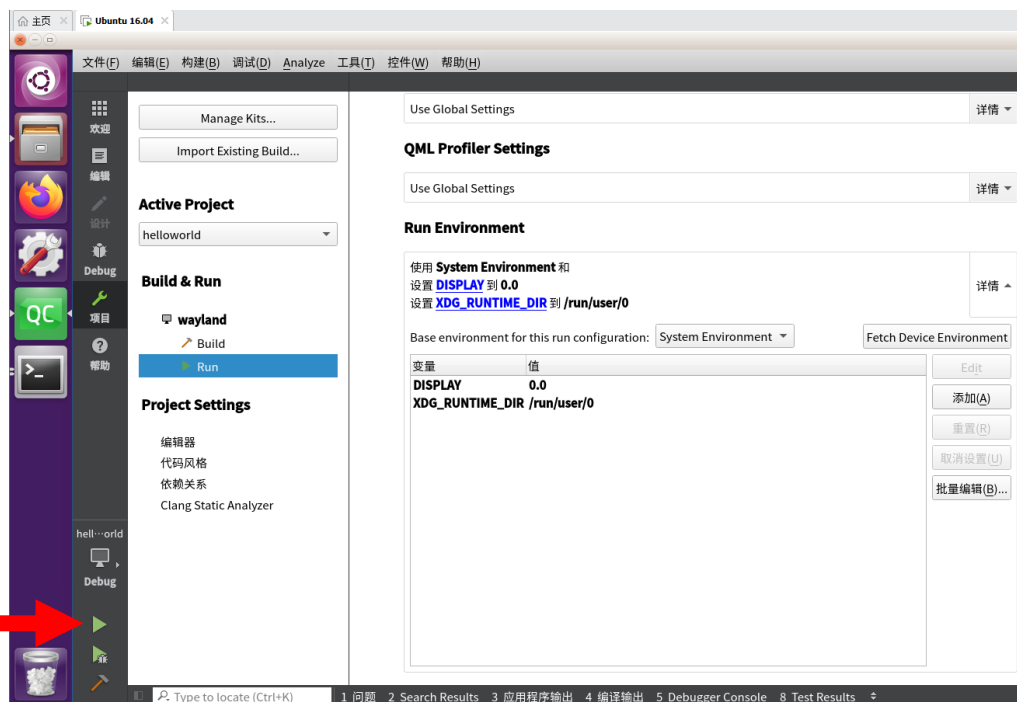 主页
Ubuntu 16.04
文件(F) 编辑(E) 构建(B) 调试(D) Analyze 工具(T) 控件(W) 帮助(H)
欢迎
编辑
设计
Debug
项目
帮助
hell···orld
Debug
QC
>_
Manage Kits...
Import Existing Build...
Active Project
helloworld
Build & Run
wayland
Build
Run
Project Settings
编辑器
代码风格
依赖关系
Clang Static Analyzer
Use Global Settings 详情
QML Profiler Settings
Use Global Settings 详情
Run Environment
使用 System Environment 和
设置 DISPLAY 到 0.0
设置 XDG_RUNTIME_DIR 到 /run/user/0
详情
Base environment for this run configuration: System Environment Fetch Device Environment
变量 值
DISPLAY 0.0
XDG_RUNTIME_DIR /run/user/0
Edit
添加(A)
重置(R)
取消设置(U)
批量编辑(B)...
Type to locate (Ctrl+K) 1 问题 2 Search Results 3 应用程序输出 4 编译输出 5 Debugger Console 8 Test Results